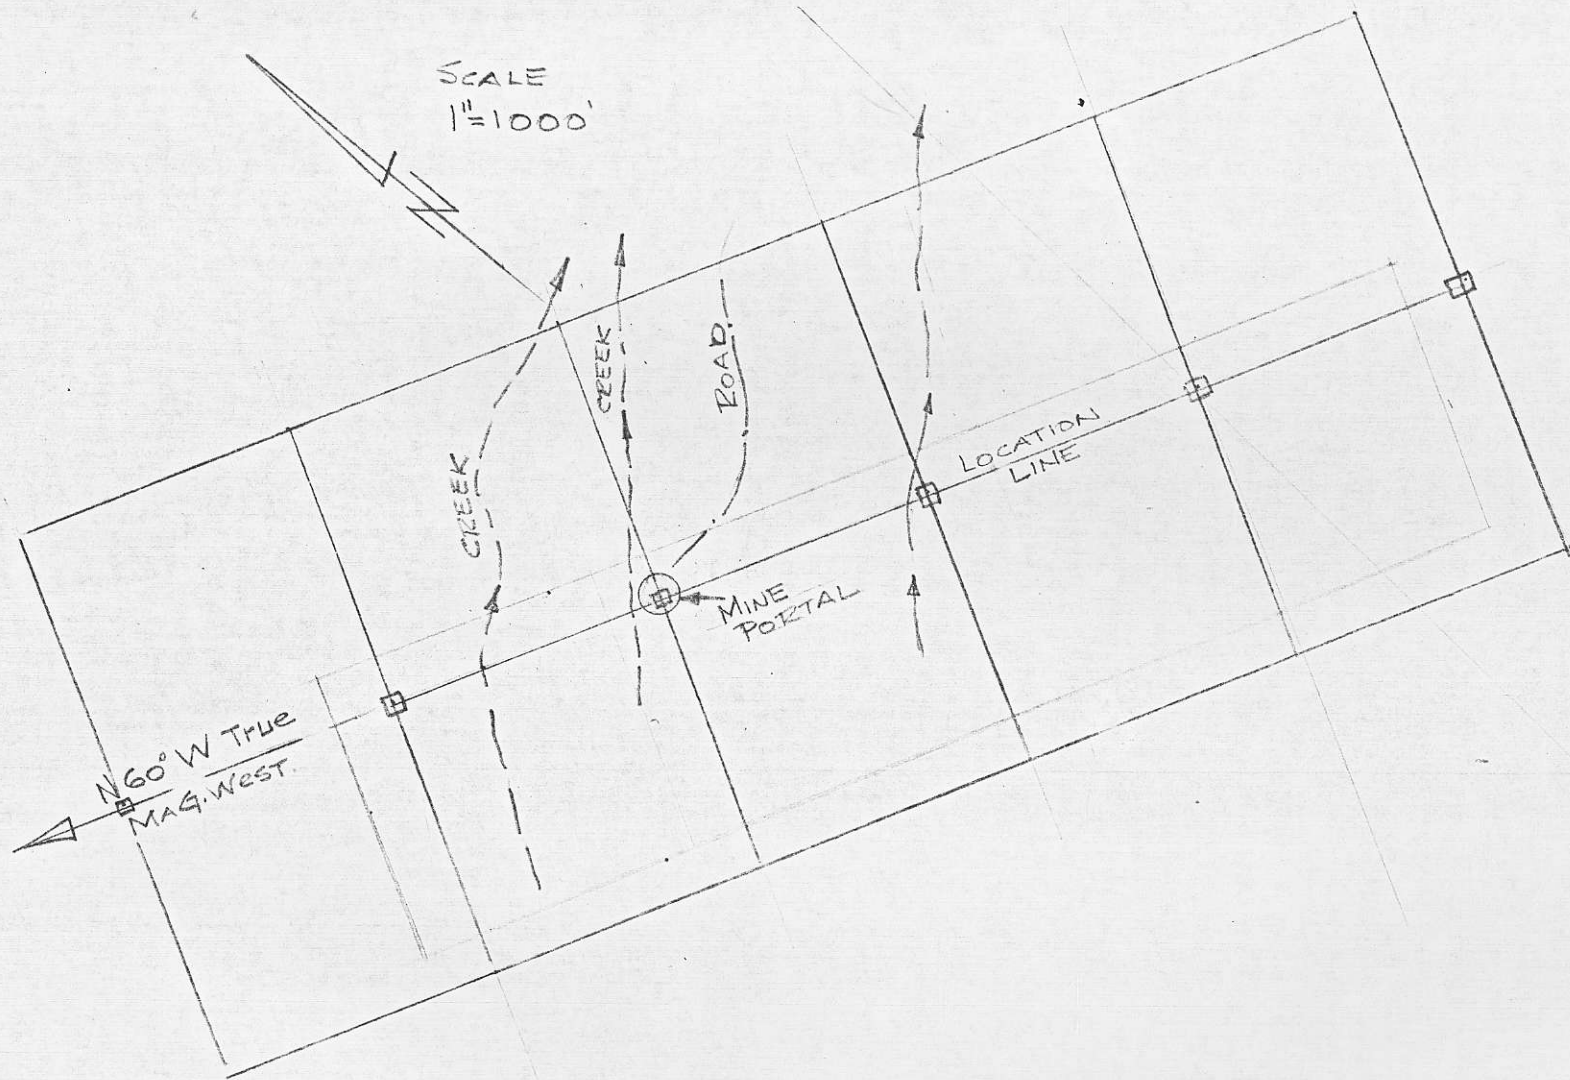 SCALE
1"=1000'
N
CREEK
CREEK
ROAD
LOCATION
LINE
MINE
PORTAL
N60°W True
MAG. WEST.